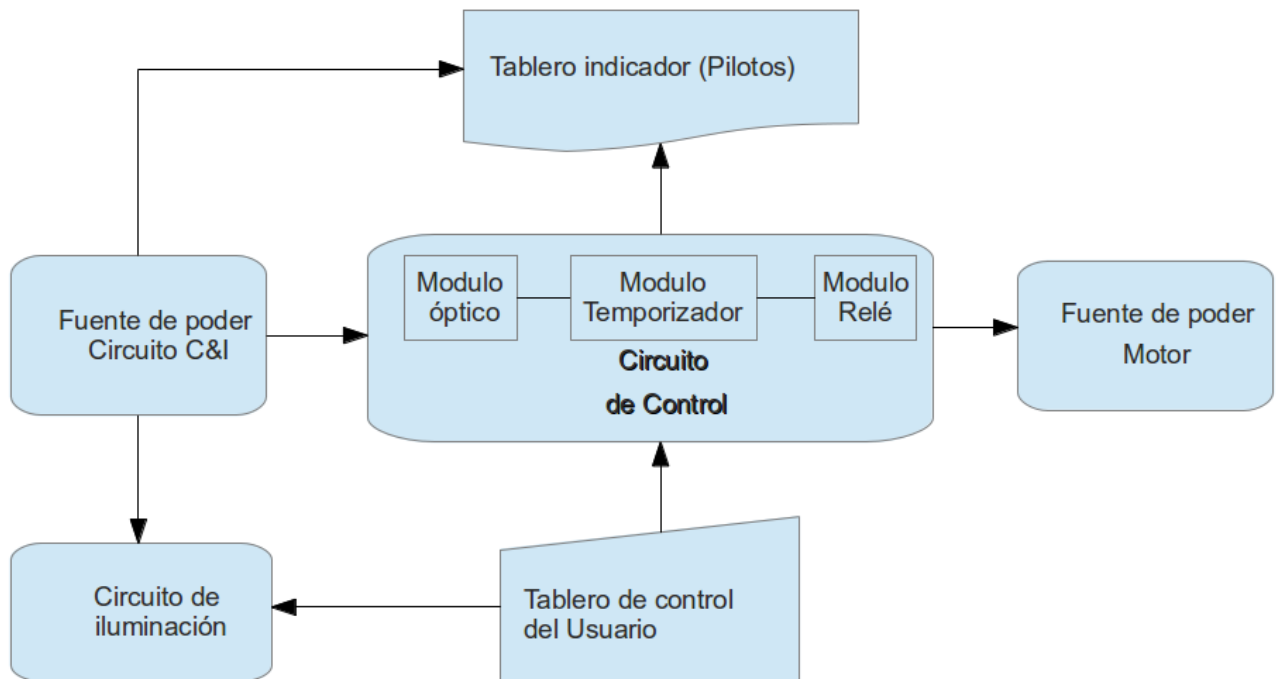 Tablero indicador (Pilotos)
Fuente de poder
Circuito C&I
Modulo
óptico
Modulo
Temporizador
Modulo
Relé
Circuito
de Control
Fuente de poder
Motor
Circuito de
iluminación
Tablero de control
del Usuario